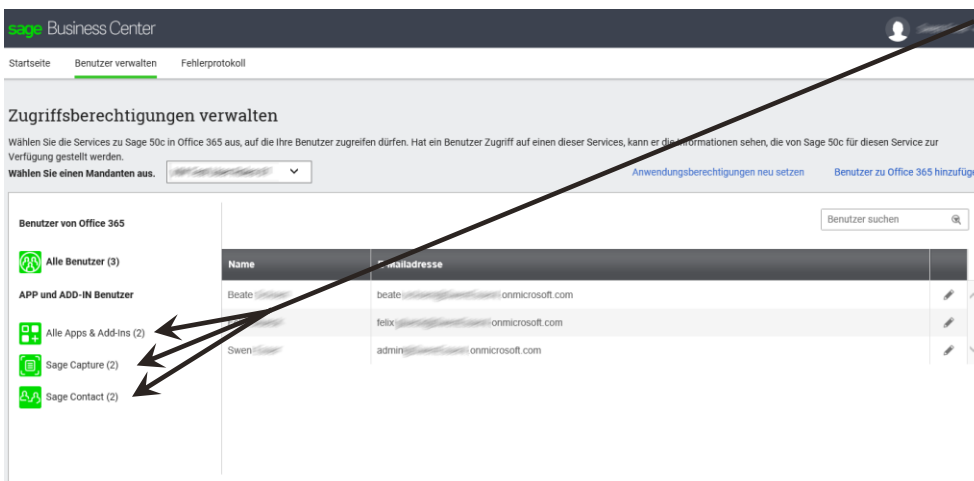 sage Business Center
Startseite Benutzer verwalten Fehlerprotokoll
Zugriffsberechtigungen verwalten
Wählen Sie die Services zu Sage 50c in Office 365 aus, auf die Ihre Benutzer zugreifen dürfen. Hat ein Benutzer Zugriff auf einen dieser Services, kann er die Informationen sehen, die von Sage 50c für diesen Service zur
Verfügung gestellt werden.
Wählen Sie einen Mandanten aus.
Anwendungsberechtigungen neu setzen Benutzer zu Office 365 hinzufüge
Benutzer von Office 365
Benutzer suchen
Alle Benutzer (3)
Name E-Mailadresse
APP und ADD-IN Benutzer
Beate beate onmicrosoft.com
felix onmicrosoft.com
Alle Apps & Add-Ins (2)
Swen admin onmicrosoft.com
Sage Capture (2)
Sage Contact (2)